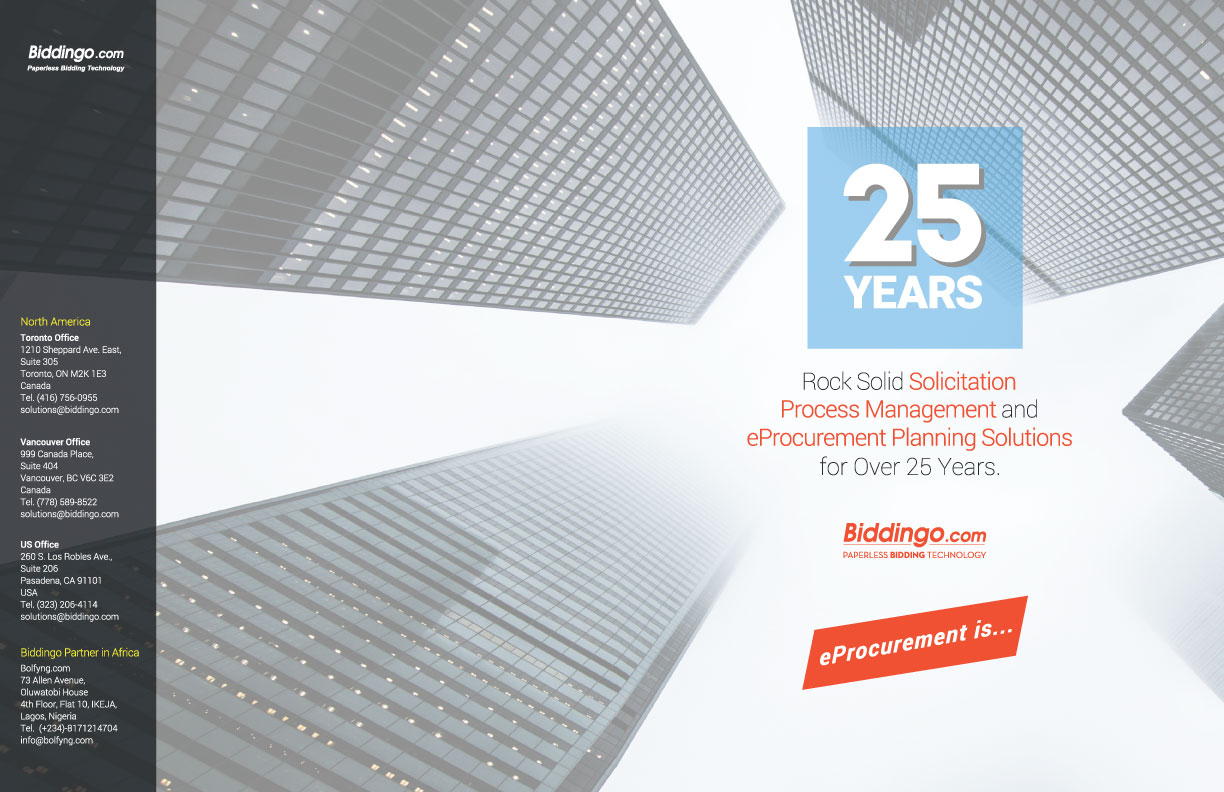 Biddingo.com
Paperless Bidding Technology
North America
Toronto Office
1210 Sheppard Ave. East,
Suite 305
Toronto, ON M2K 1E3
Canada
Tel. (416) 756-0955
solutions@biddingo.com
Vancouver Office
999 Canada Place,
Suite 404
Vancouver, BC V6C 3E2
Canada
Tel. (778) 589-8522
solutions@biddingo.com
US Office
260 S. Los Robles Ave.,
Suite 206
Pasadena, CA 91101
USA
Tel. (323) 206-4114
solutions@biddingo.com
Biddingo Partner in Africa
Bolfyng.com
73 Allen Avenue,
Oluwatobi House
4th Floor, Flat 10, IKEJA,
Lagos, Nigeria
Tel. (+234)-8171214704
info@bolfyng.com
25
YEARS
Rock Solid Solicitation
Process Management and
eProcurement Planning Solutions
for Over 25 Years.
Biddingo.com
PAPERLESS BIDDING TECHNOLOGY
eProcurement is...